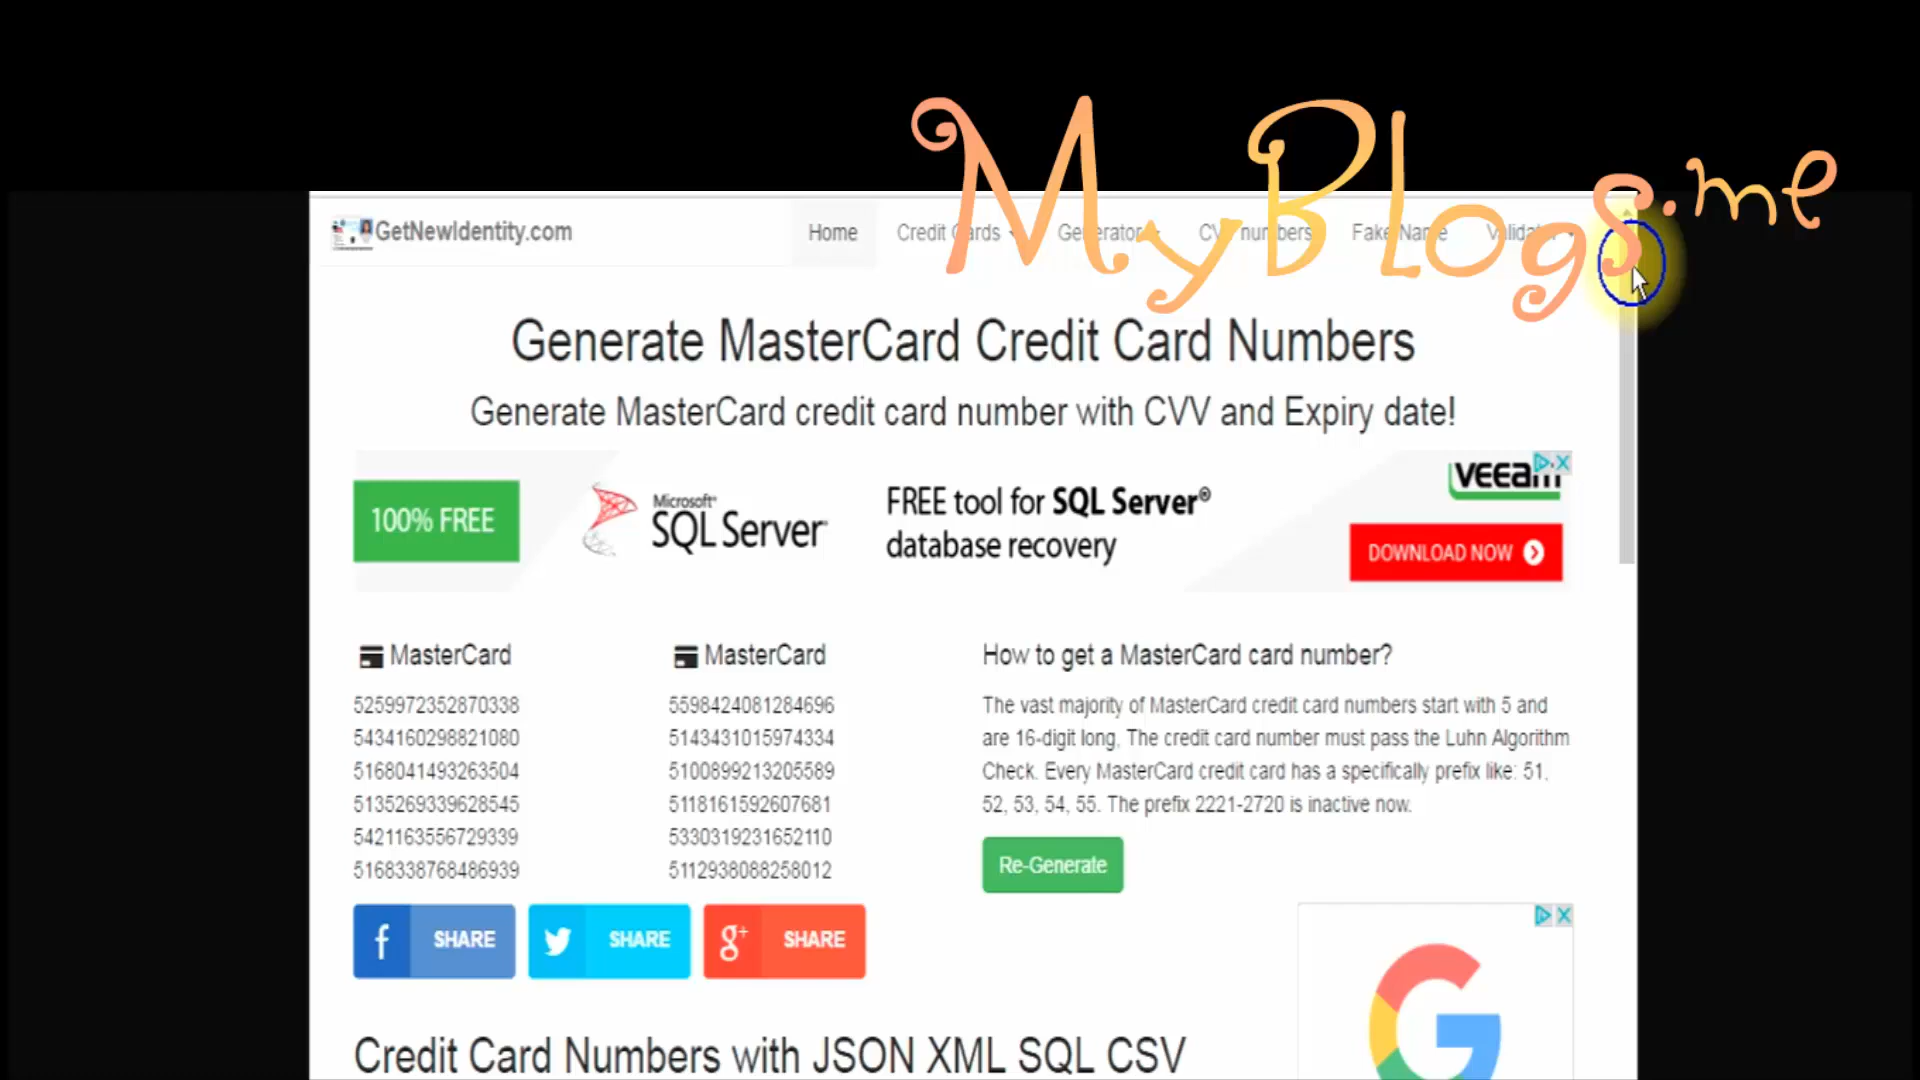 MyBLogs.me
GetNewIdentity.com
Home Credit Cards Generator CVV numbers Fake Name Validator
Generate MasterCard Credit Card Numbers
Generate MasterCard credit card number with CVV and Expiry date!
100% FREE
Microsoft®
SQL Server®
FREE tool for SQL Server®
database recovery
veeam
DOWNLOAD NOW
MasterCard
5259972352870338
5434160298821080
5168041493263504
5135269339628545
5421163556729339
5168338768486939
MasterCard
5598424081284696
5143431015974334
5100899213205589
5118161592607681
5330319231652110
5112938088258012
How to get a MasterCard card number?
The vast majority of MasterCard credit card numbers start with 5 and
are 16-digit long, The credit card number must pass the Luhn Algorithm
Check. Every MasterCard credit card has a specifically prefix like: 51,
52, 53, 54, 55. The prefix 2221-2720 is inactive now.
Re-Generate
f SHARE
SHARE
g+ SHARE
Credit Card Numbers with JSON XML SQL CSV
G